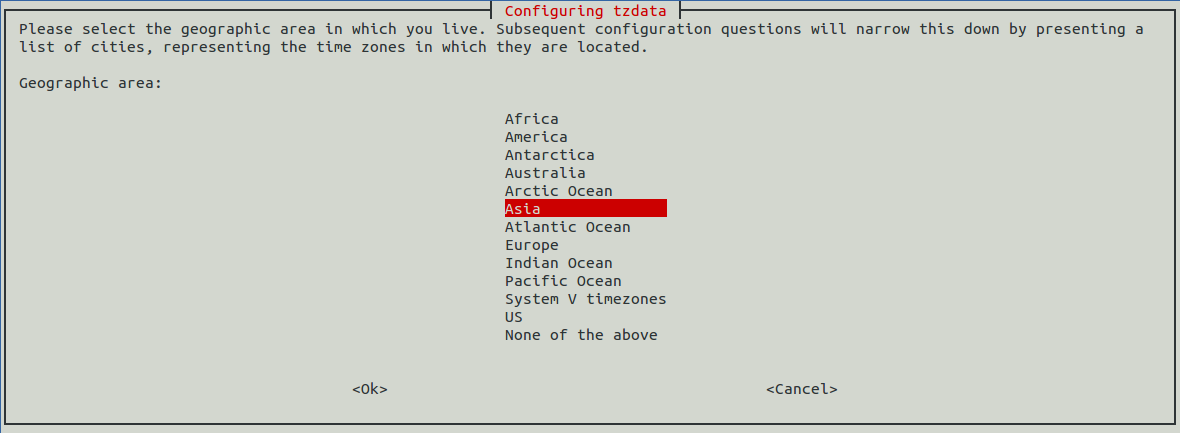 Configuring tzdata
Please select the geographic area in which you live. Subsequent configuration questions will narrow this down by presenting a
list of cities, representing the time zones in which they are located.
Geographic area:
Africa
America
Antarctica
Australia
Arctic Ocean
Asia
Atlantic Ocean
Europe
Indian Ocean
Pacific Ocean
System V timezones
US
None of the above
<Ok> <Cancel>